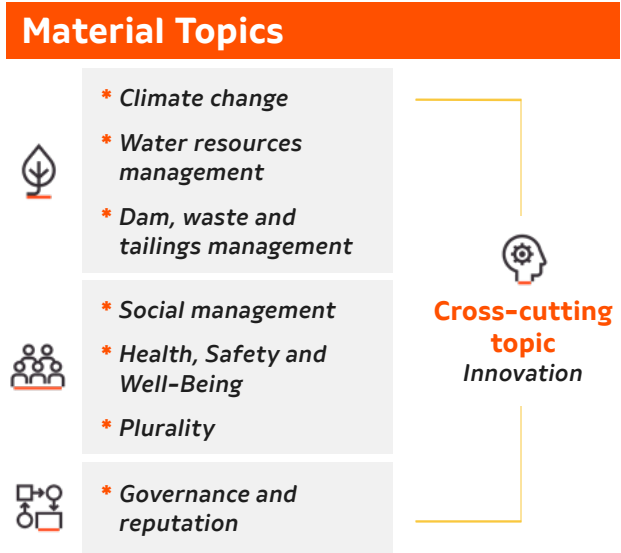 Material Topics
* Climate change
* Water resources
management
* Dam, waste and
tailings management
* Social management
* Health, Safety and
Well-Being
* Plurality
* Governance and
reputation
Cross-cutting
topic
Innovation